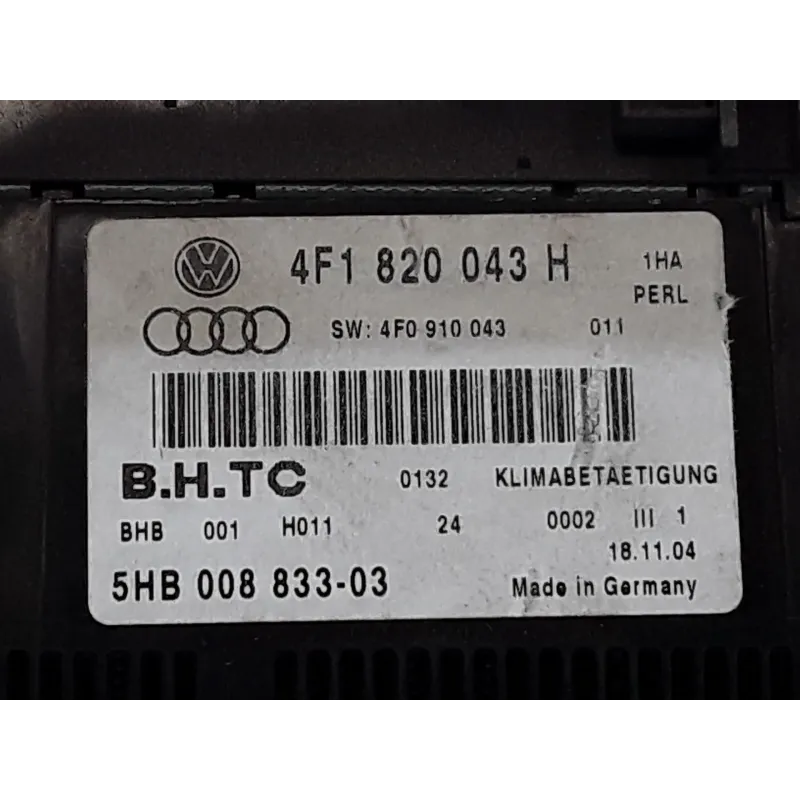 4F1 820 043 H 1HA
PERL
SW: 4F0 910 043 011
B.H.TC 0132 KLIMABETAETIGUNG
BHB 001 H011 24 0002 III 1
18.11.04
5HB 008 833-03 Made in Germany